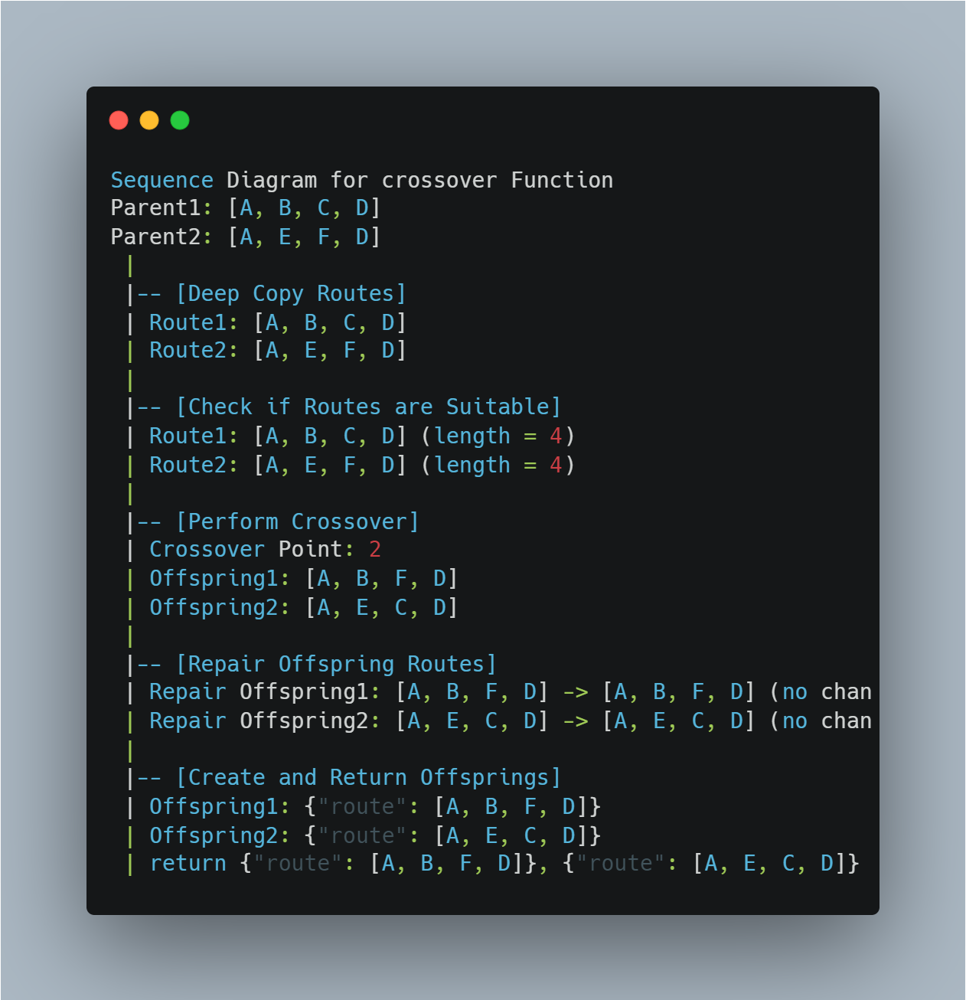 Sequence Diagram for crossover Function
Parent1: [A, B, C, D]
Parent2: [A, E, F, D]
|
|-- [Deep Copy Routes]
| Route1: [A, B, C, D]
| Route2: [A, E, F, D]
|
|-- [Check if Routes are Suitable]
| Route1: [A, B, C, D] (length = 4)
| Route2: [A, E, F, D] (length = 4)
|
|-- [Perform Crossover]
| Crossover Point: 2
| Offspring1: [A, B, F, D]
| Offspring2: [A, E, C, D]
|
|-- [Repair Offspring Routes]
| Repair Offspring1: [A, B, F, D] -> [A, B, F, D] (no chan
| Repair Offspring2: [A, E, C, D] -> [A, E, C, D] (no chan
|
|-- [Create and Return Offsprings]
| Offspring1: {"route": [A, B, F, D]}
| Offspring2: {"route": [A, E, C, D]}
| return {"route": [A, B, F, D]}, {"route": [A, E, C, D]}